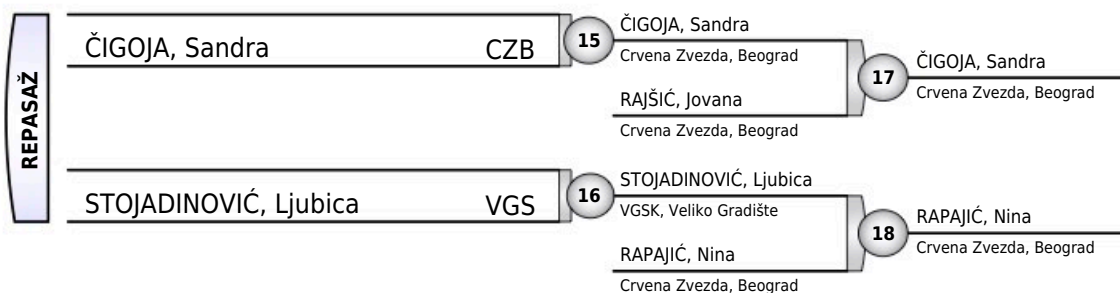 REPASAŽ
ČIGOJA, Sandra CZB
15
ČIGOJA, Sandra
Crvena Zvezda, Beograd
RAJŠIĆ, Jovana
Crvena Zvezda, Beograd
17
ČIGOJA, Sandra
Crvena Zvezda, Beograd
STOJADINOVIĆ, Ljubica VGS
16
STOJADINOVIĆ, Ljubica
VGSK, Veliko Gradište
RAPAJIĆ, Nina
Crvena Zvezda, Beograd
18
RAPAJIĆ, Nina
Crvena Zvezda, Beograd